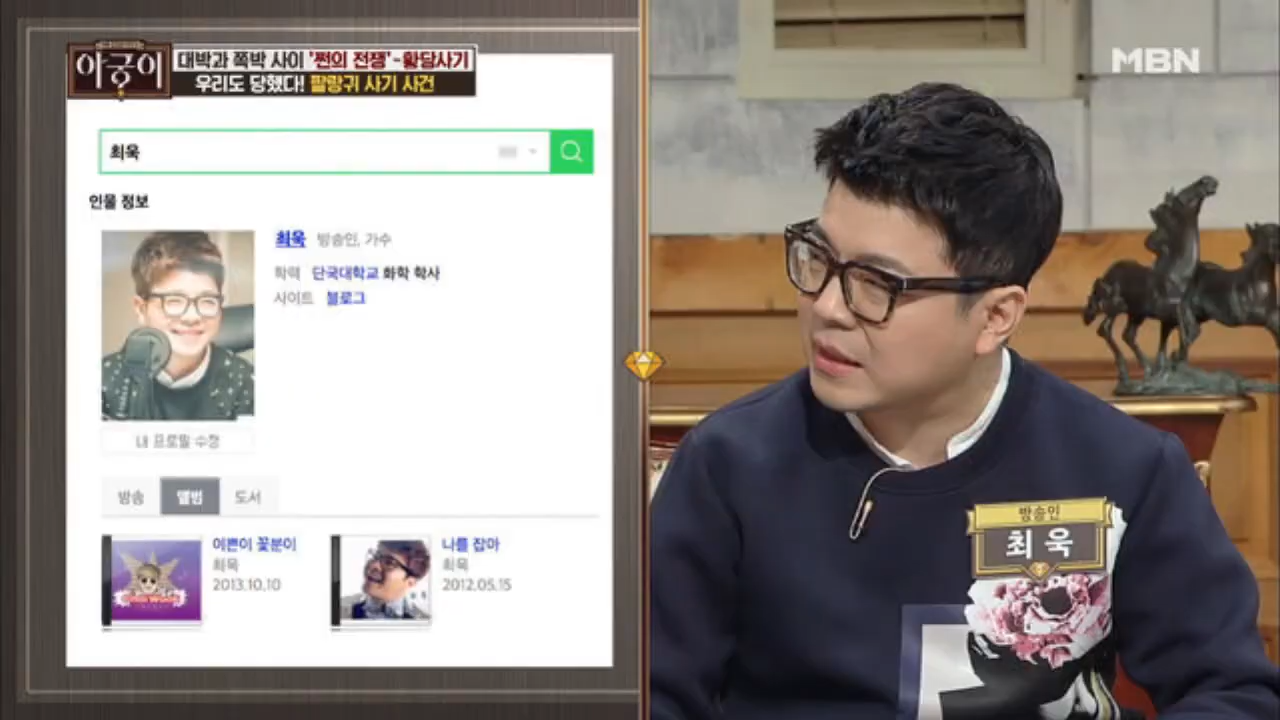 아궁이
대박과 쪽박 사이 '쩐의 전쟁'-황당사기
우리도 당했다! 팔랑귀 사기 사건
MBN
최욱
인물 정보
최욱 방송인, 가수
학력 단국대학교 화학 학사
사이트 블로그
내 프로필 수정
방송 앨범 도서
이쁜이 꽃분이
최욱
2013.10.10
나를 잡아
최욱
2012.05.15
방송인
최욱